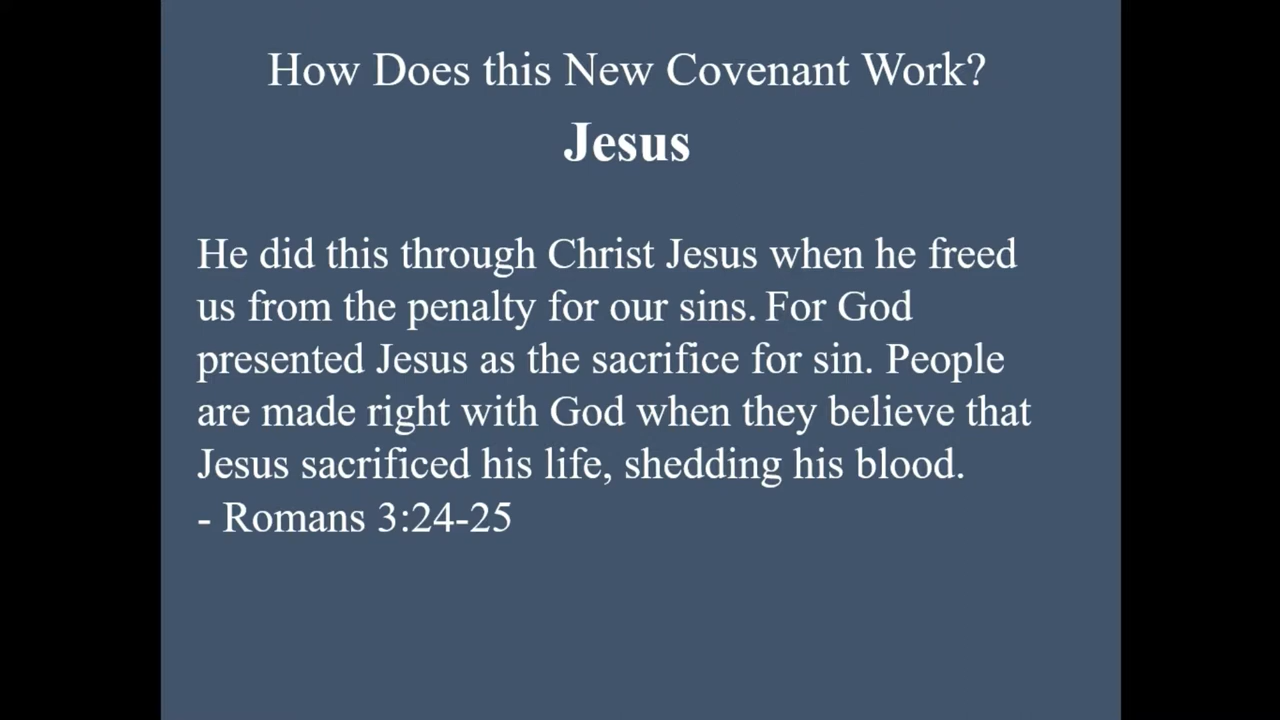 How Does this New Covenant Work?
Jesus
He did this through Christ Jesus when he freed
us from the penalty for our sins. For God
presented Jesus as the sacrifice for sin. People
are made right with God when they believe that
Jesus sacrificed his life, shedding his blood.
- Romans 3:24-25